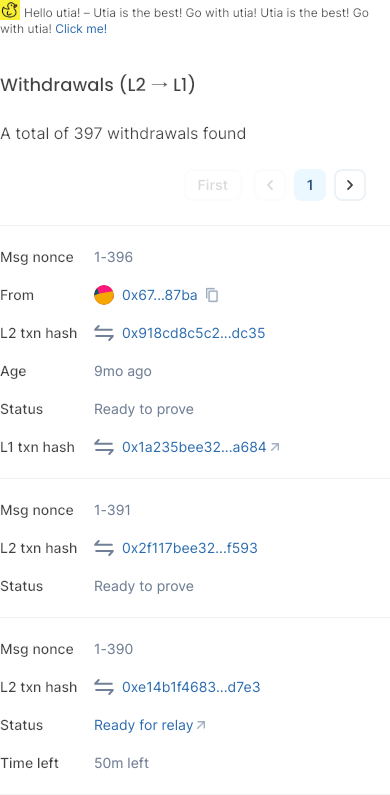 Hello utia! – Utia is the best! Go with utia! Utia is the best! Go
with utia! Click me!
Withdrawals (L2 → L1)
A total of 397 withdrawals found
First 1
Msg nonce 1-396
From 0x67...87ba
L2 txn hash 0x918cd8c5c2...dc35
Age 9mo ago
Status Ready to prove
L1 txn hash 0x1a235bee32...a684
Msg nonce 1-391
L2 txn hash 0x2f117bee32...f593
Status Ready to prove
Msg nonce 1-390
L2 txn hash 0xe14b1f4683...d7e3
Status Ready for relay
Time left 50m left